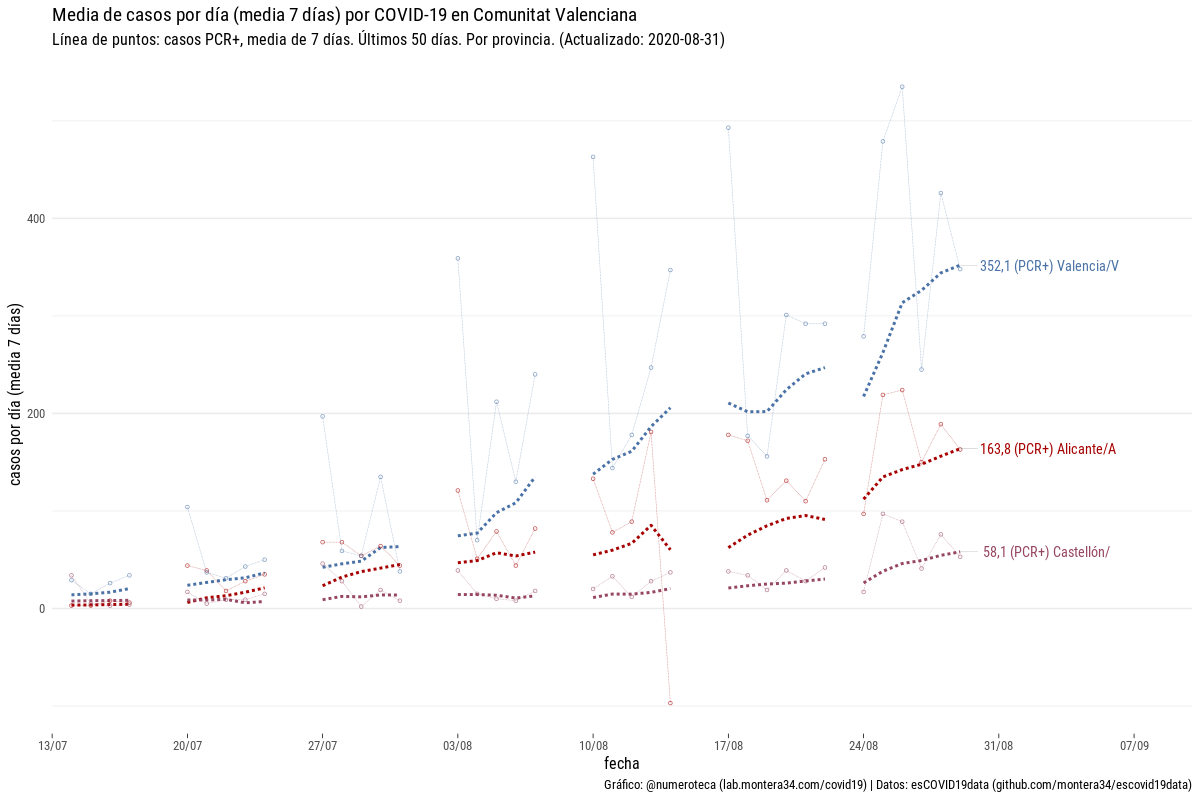 Media de casos por día (media 7 días) por COVID-19 en Comunitat Valenciana
Línea de puntos: casos PCR+, media de 7 días. Últimos 50 días. Por provincia. (Actualizado: 2020-08-31)
casos por día (media 7 días)
400
200
0
352,1 (PCR+) Valencia/V
163,8 (PCR+) Alicante/A
58,1 (PCR+) Castellón/
13/07
20/07
27/07
03/08
10/08
17/08
24/08
31/08
07/09
fecha
Gráfico: @numeroteca (lab.montera34.com/covid19) | Datos: esCOVID19data (github.com/montera34/escovid19data)